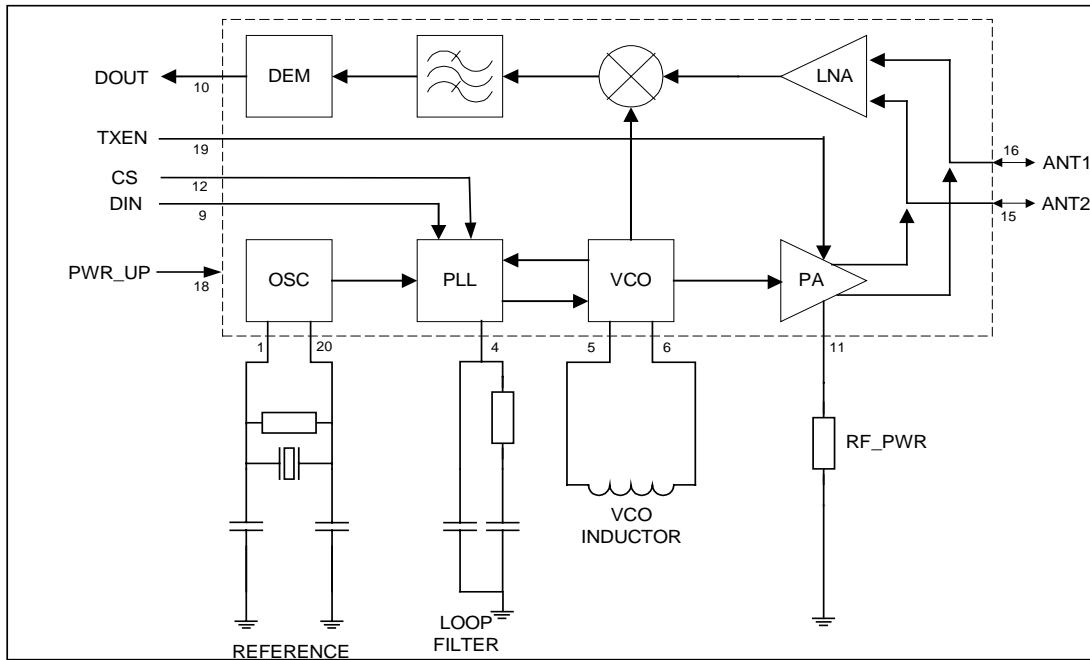 DOUT
10
DEM
LNA
TXEN
19
16
ANT1
CS
12
DIN
9
15
ANT2
PWR_UP
18
OSC
PLL
VCO
PA
1
20
4
5
6
11
RF_PWR
VCO
INDUCTOR
LOOP
FILTER
REFERENCE